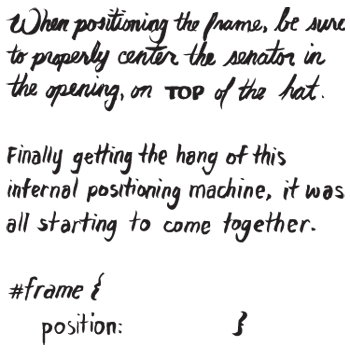 When positioning the frame, be sure
to properly center the senator in
the opening, on TOP of the hat.
Finally getting the hang of this
infernal positioning machine, it was
all starting to come together.
#frame {
position: }